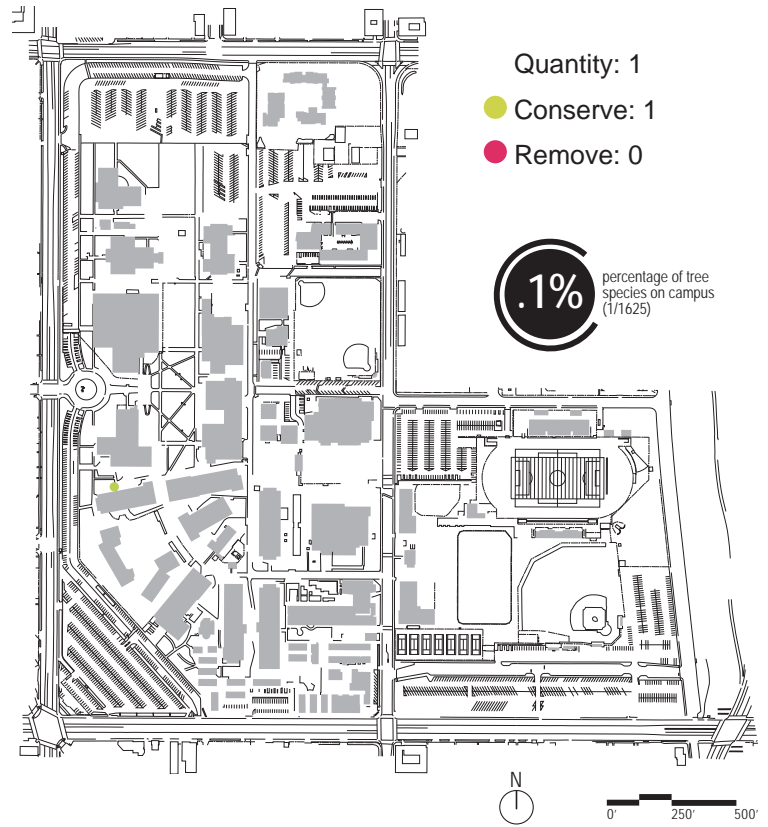 Quantity: 1
Conserve: 1
Remove: 0
.1%
percentage of tree
species on campus
(1/1625)
N
0' 250' 500'